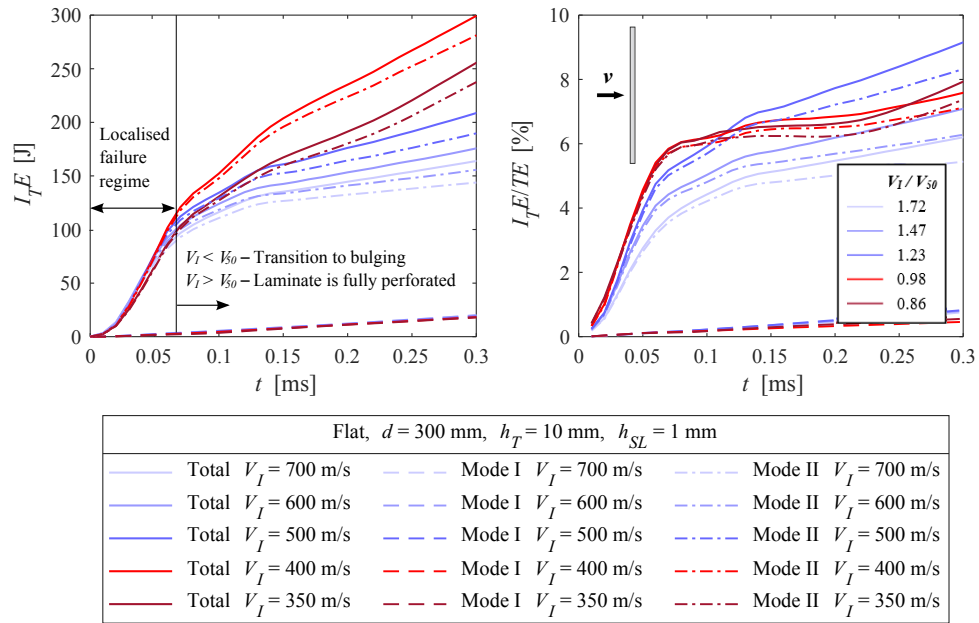 300
250
200
150
100
50
0
I_TE [J]
Localised
failure
regime
V_I < V_50 – Transition to bulging
V_I > V_50 – Laminate is fully perforated
0 0.05 0.1 0.15 0.2 0.25 0.3
t [ms]
10
8
6
4
2
0
I_TE/TE [%]
v
V_I / V_50
1.72
1.47
1.23
0.98
0.86
0 0.05 0.1 0.15 0.2 0.25 0.3
t [ms]
Flat, d = 300 mm, h_T = 10 mm, h_SL = 1 mm
Total V_I = 700 m/s Mode I V_I = 700 m/s Mode II V_I = 700 m/s
Total V_I = 600 m/s Mode I V_I = 600 m/s Mode II V_I = 600 m/s
Total V_I = 500 m/s Mode I V_I = 500 m/s Mode II V_I = 500 m/s
Total V_I = 400 m/s Mode I V_I = 400 m/s Mode II V_I = 400 m/s
Total V_I = 350 m/s Mode I V_I = 350 m/s Mode II V_I = 350 m/s